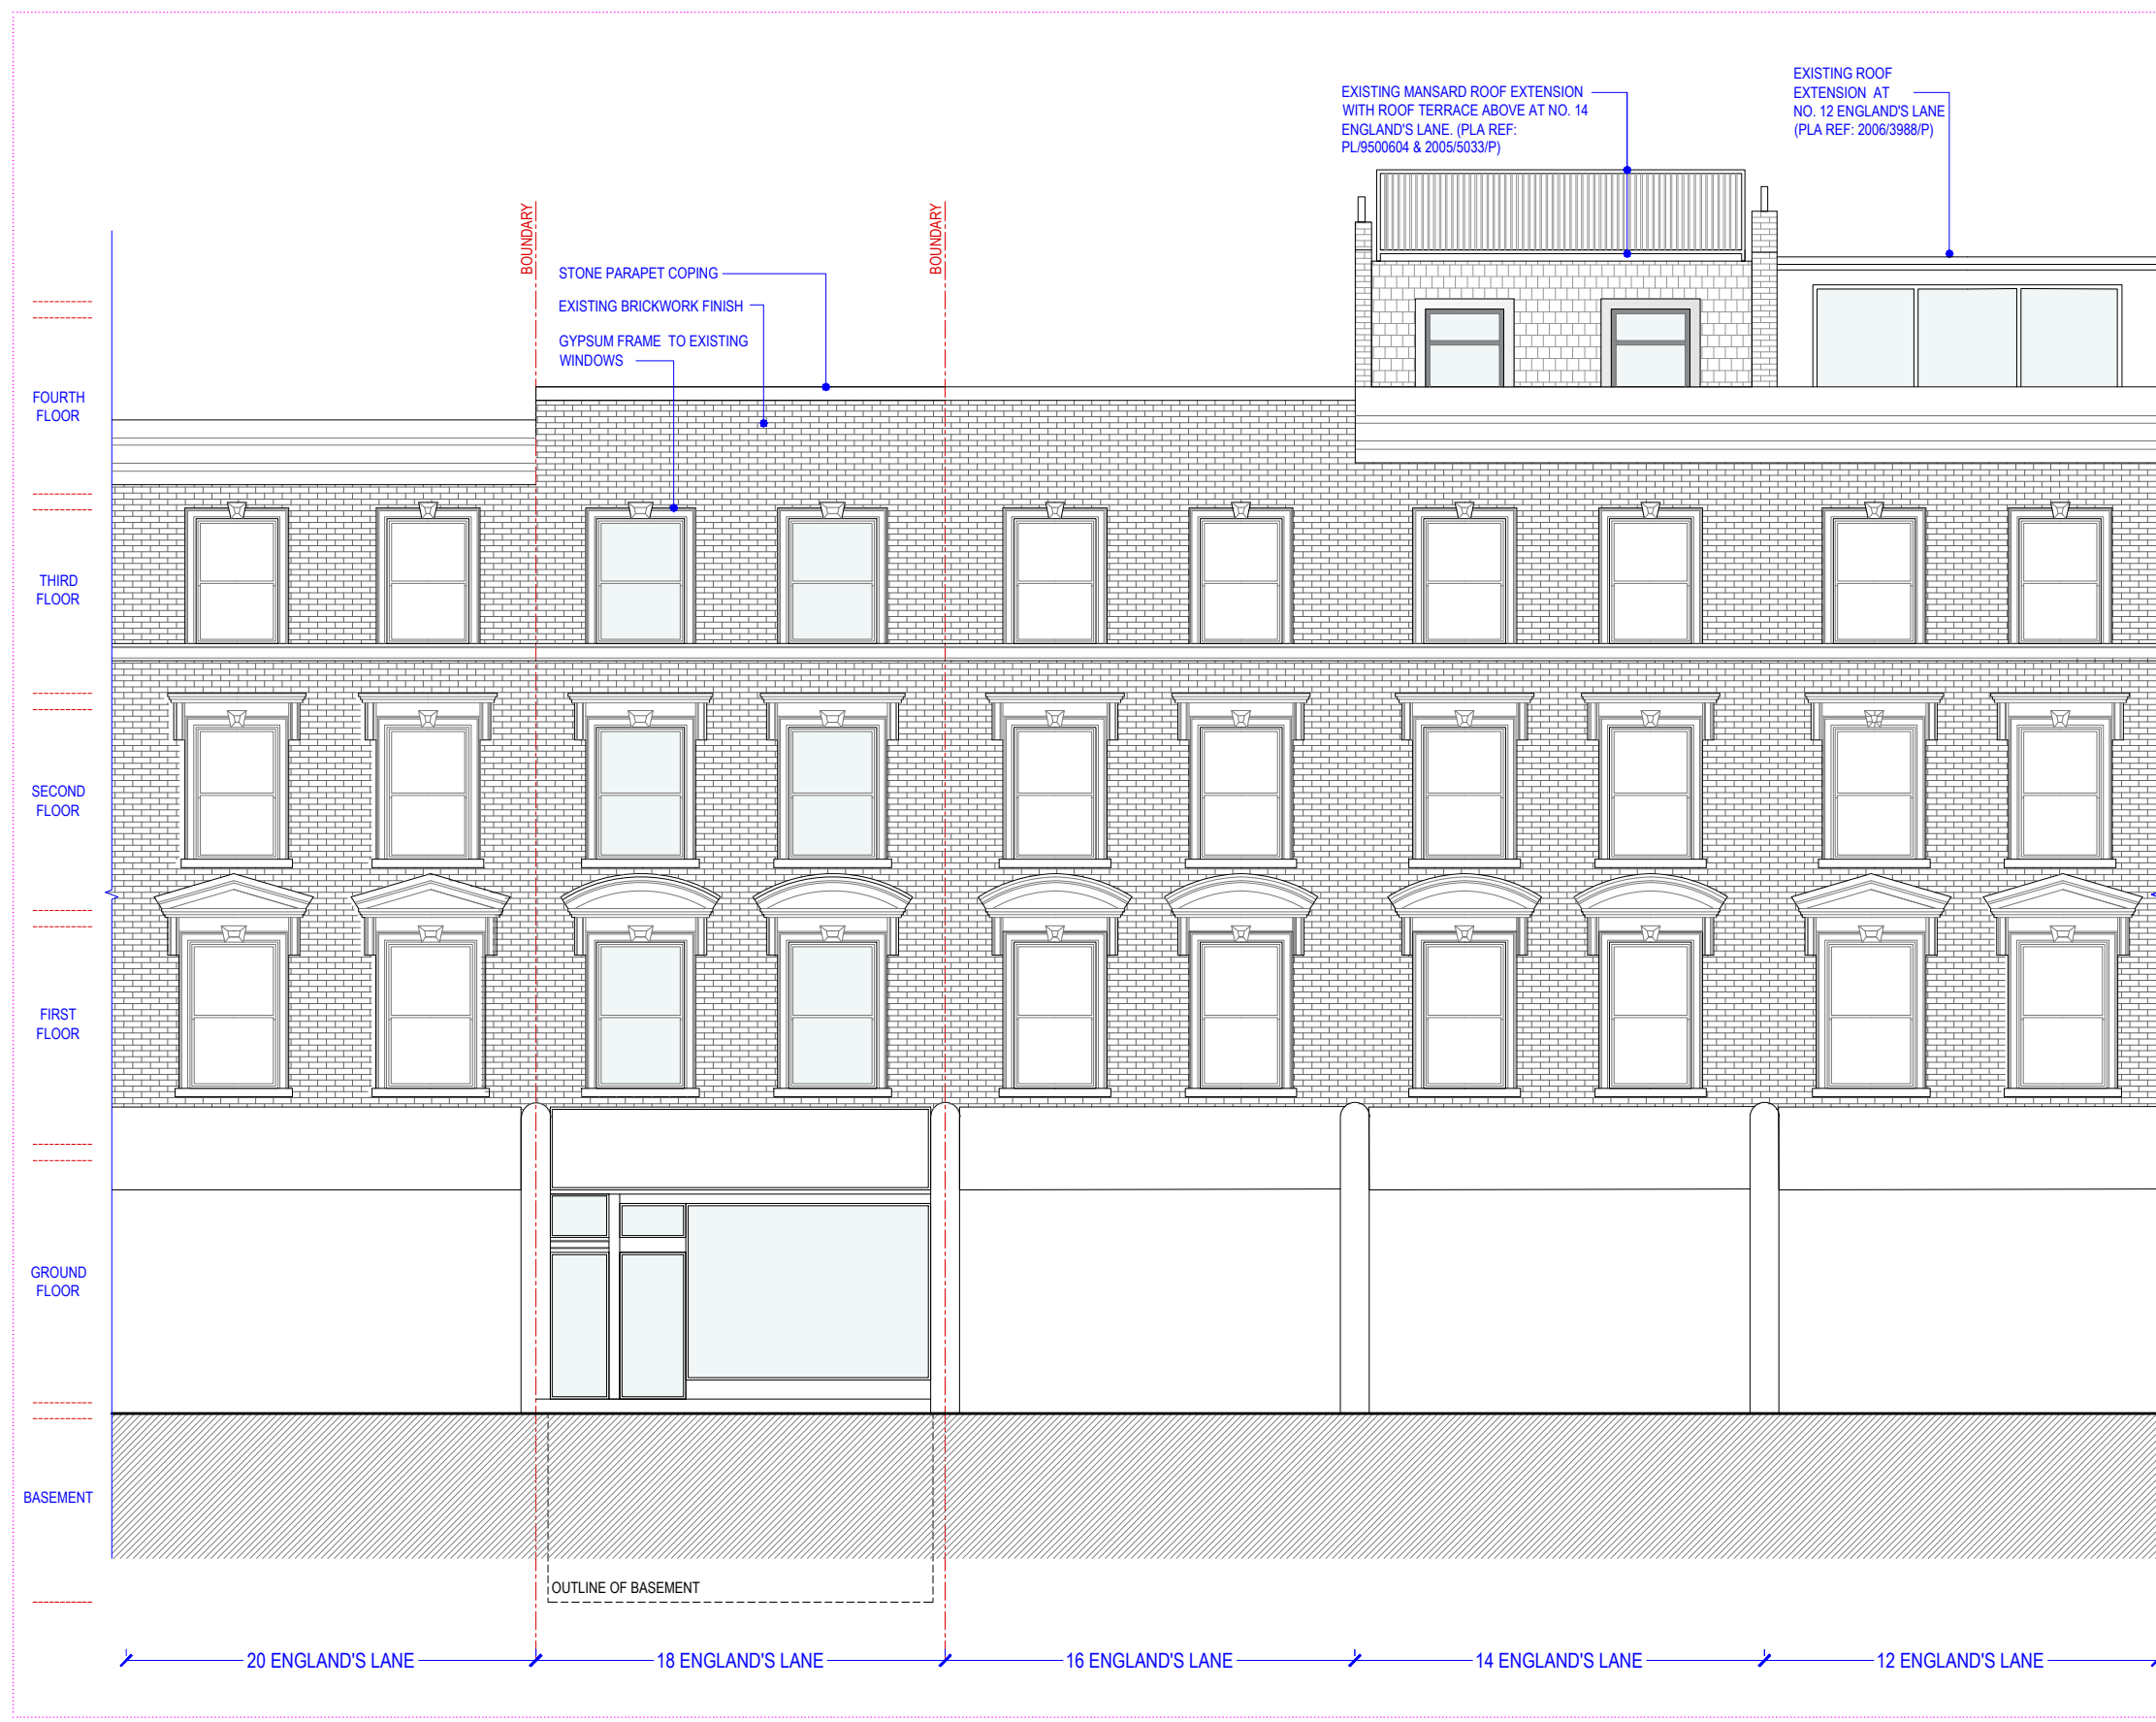 EXISTING ROOF
EXTENSION AT
NO. 12 ENGLAND'S LANE
(PLA REF: 2006/3988/P)
EXISTING MANSARD ROOF EXTENSION
WITH ROOF TERRACE ABOVE AT NO. 14
ENGLAND'S LANE. (PLA REF:
PL/9500604 & 2005/5033/P)
BOUNDARY
BOUNDARY
STONE PARAPET COPING
EXISTING BRICKWORK FINISH
GYPSUM FRAME TO EXISTING
WINDOWS
FOURTH
FLOOR
THIRD
FLOOR
SECOND
FLOOR
FIRST
FLOOR
GROUND
FLOOR
BASEMENT
OUTLINE OF BASEMENT
20 ENGLAND'S LANE
18 ENGLAND'S LANE
16 ENGLAND'S LANE
14 ENGLAND'S LANE
12 ENGLAND'S LANE